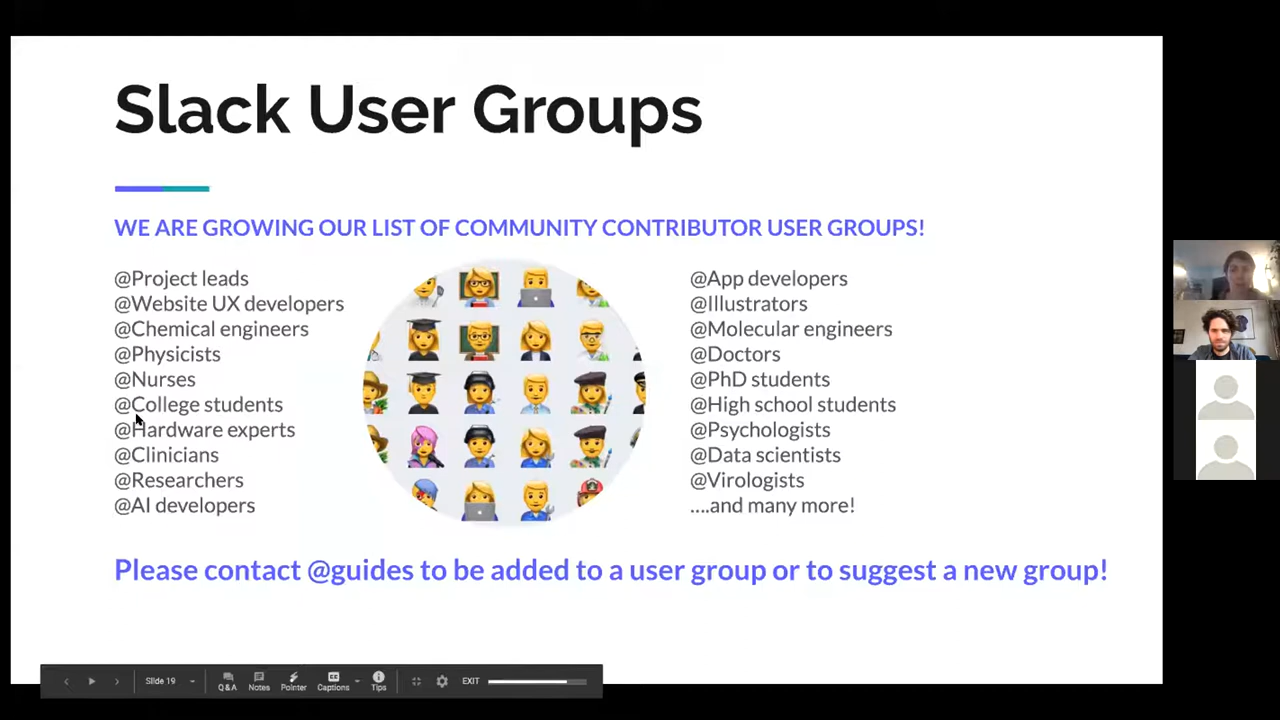 Slack User Groups
WE ARE GROWING OUR LIST OF COMMUNITY CONTRIBUTOR USER GROUPS!
@Project leads
@Website UX developers
@Chemical engineers
@Physicists
@Nurses
@College students
@Hardware experts
@Clinicians
@Researchers
@AI developers
@App developers
@Illustrators
@Molecular engineers
@Doctors
@PhD students
@High school students
@Psychologists
@Data scientists
@Virologists
....and many more!
Please contact @guides to be added to a user group or to suggest a new group!
Slide 19
Q&A
Notes
Pointer
Captions
Tips
EXIT